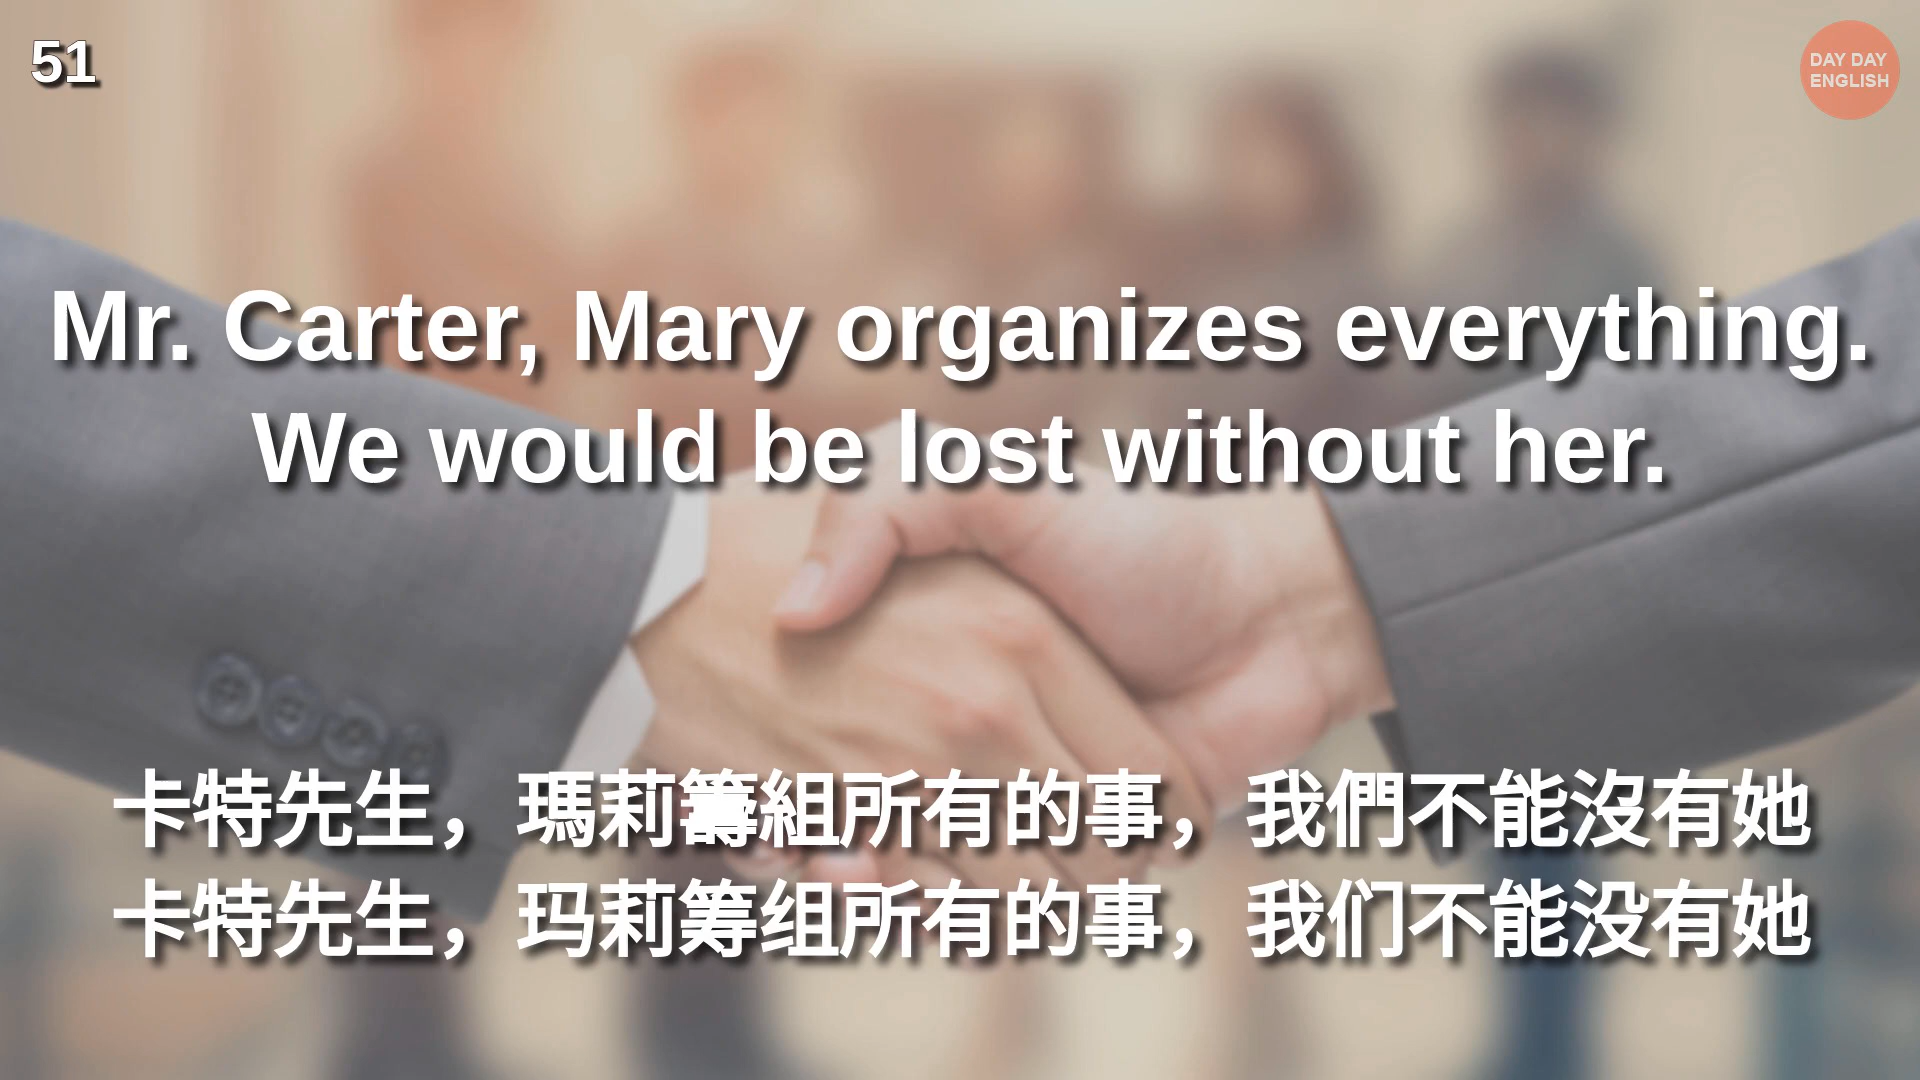 51
DAY DAY
ENGLISH
Mr. Carter, Mary organizes everything.
We would be lost without her.
卡特先生，瑪莉籌組所有的事，我們不能沒有她
卡特先生，玛莉筹组所有的事，我们不能没有她